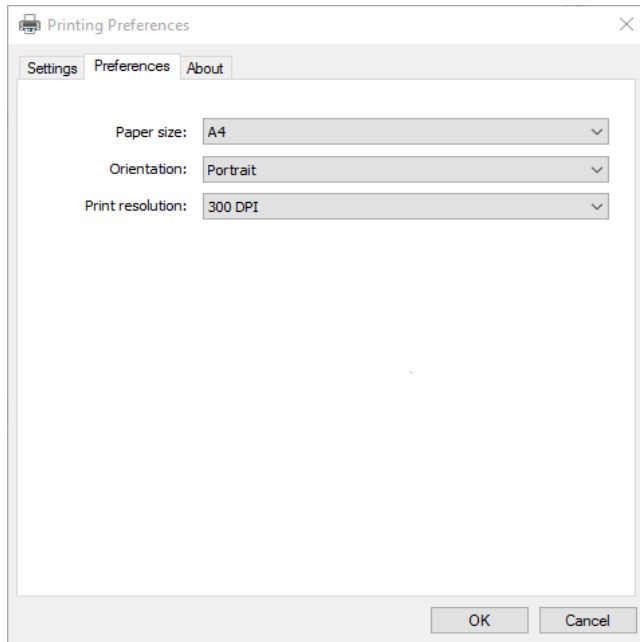 Printing Preferences
Settings Preferences About
Paper size: A4
Orientation: Portrait
Print resolution: 300 DPI
OK Cancel